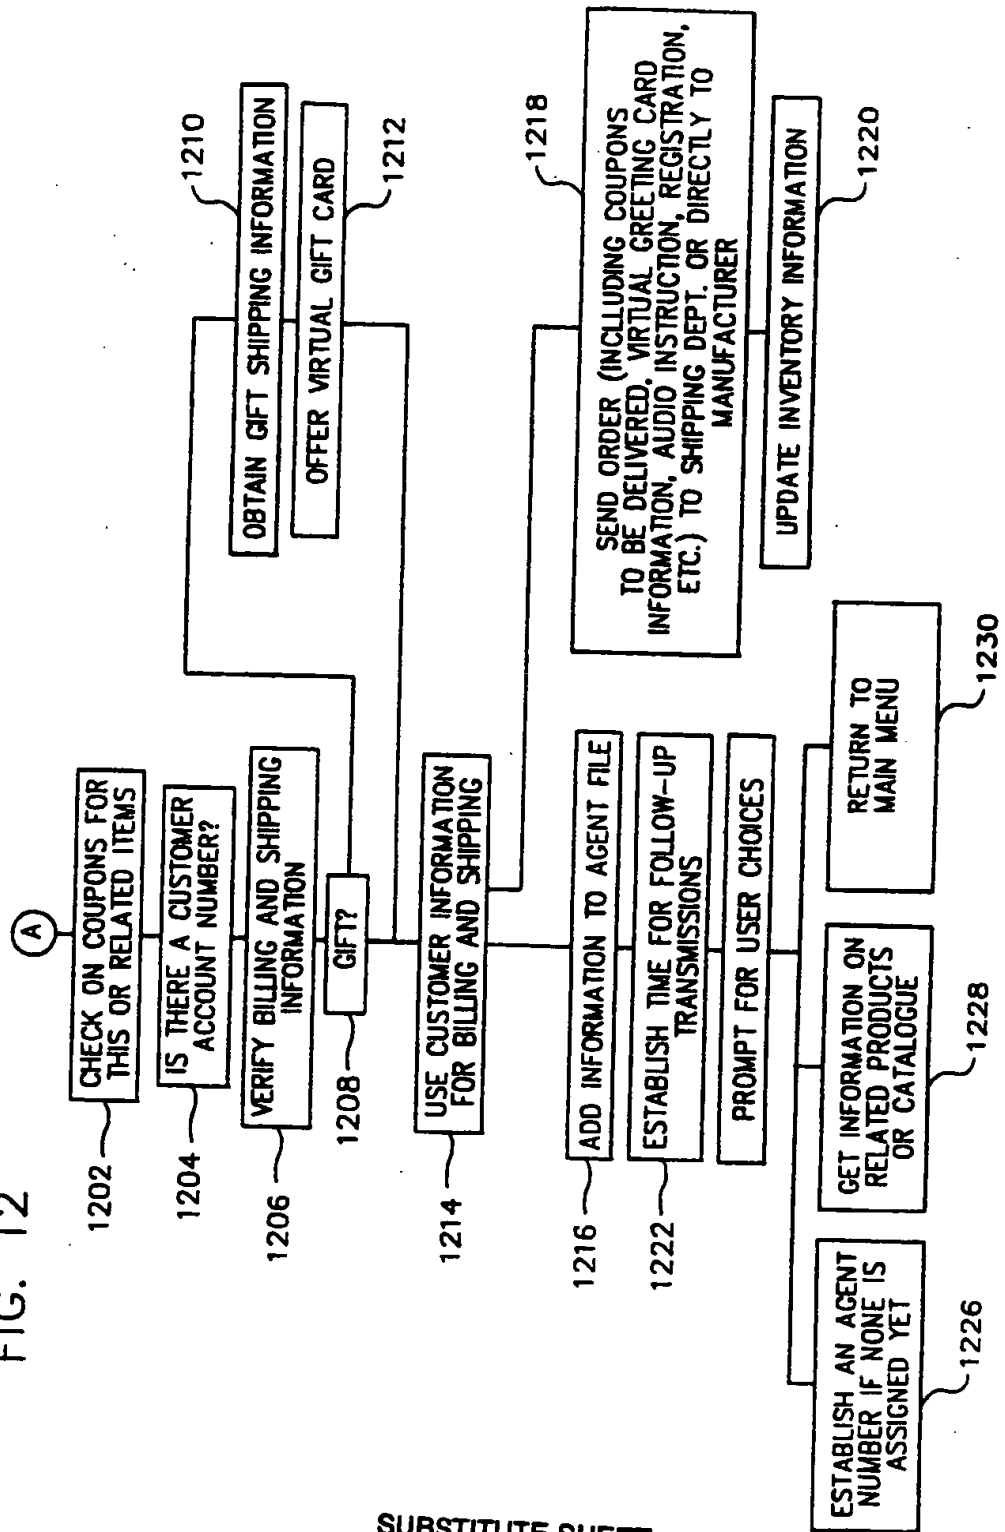 FIG. 12
A
1202
CHECK ON COUPONS FOR
THIS OR RELATED ITEMS
1204
IS THERE A CUSTOMER
ACCOUNT NUMBER?
1206
VERIFY BILLING AND SHIPPING
INFORMATION
1208
GIFT?
1210
OBTAIN GIFT SHIPPING INFORMATION
OFFER VIRTUAL GIFT CARD
1212
1214
USE CUSTOMER INFORMATION
FOR BILLING AND SHIPPING
1218
SEND ORDER (INCLUDING COUPONS
TO BE DELIVERED, VIRTUAL GREETING CARD
INFORMATION, AUDIO INSTRUCTION, REGISTRATION,
ETC.) TO SHIPPING DEPT. OR DIRECTLY TO
MANUFACTURER
UPDATE INVENTORY INFORMATION
1220
1216
ADD INFORMATION TO AGENT FILE
1222
ESTABLISH TIME FOR FOLLOW-UP
TRANSMISSIONS
PROMPT FOR USER CHOICES
ESTABLISH AN AGENT
NUMBER IF NONE IS
ASSIGNED YET
1226
GET INFORMATION ON
RELATED PRODUCTS
OR CATALOGUE
1228
RETURN TO
MAIN MENU
1230
SUBSTITUTE